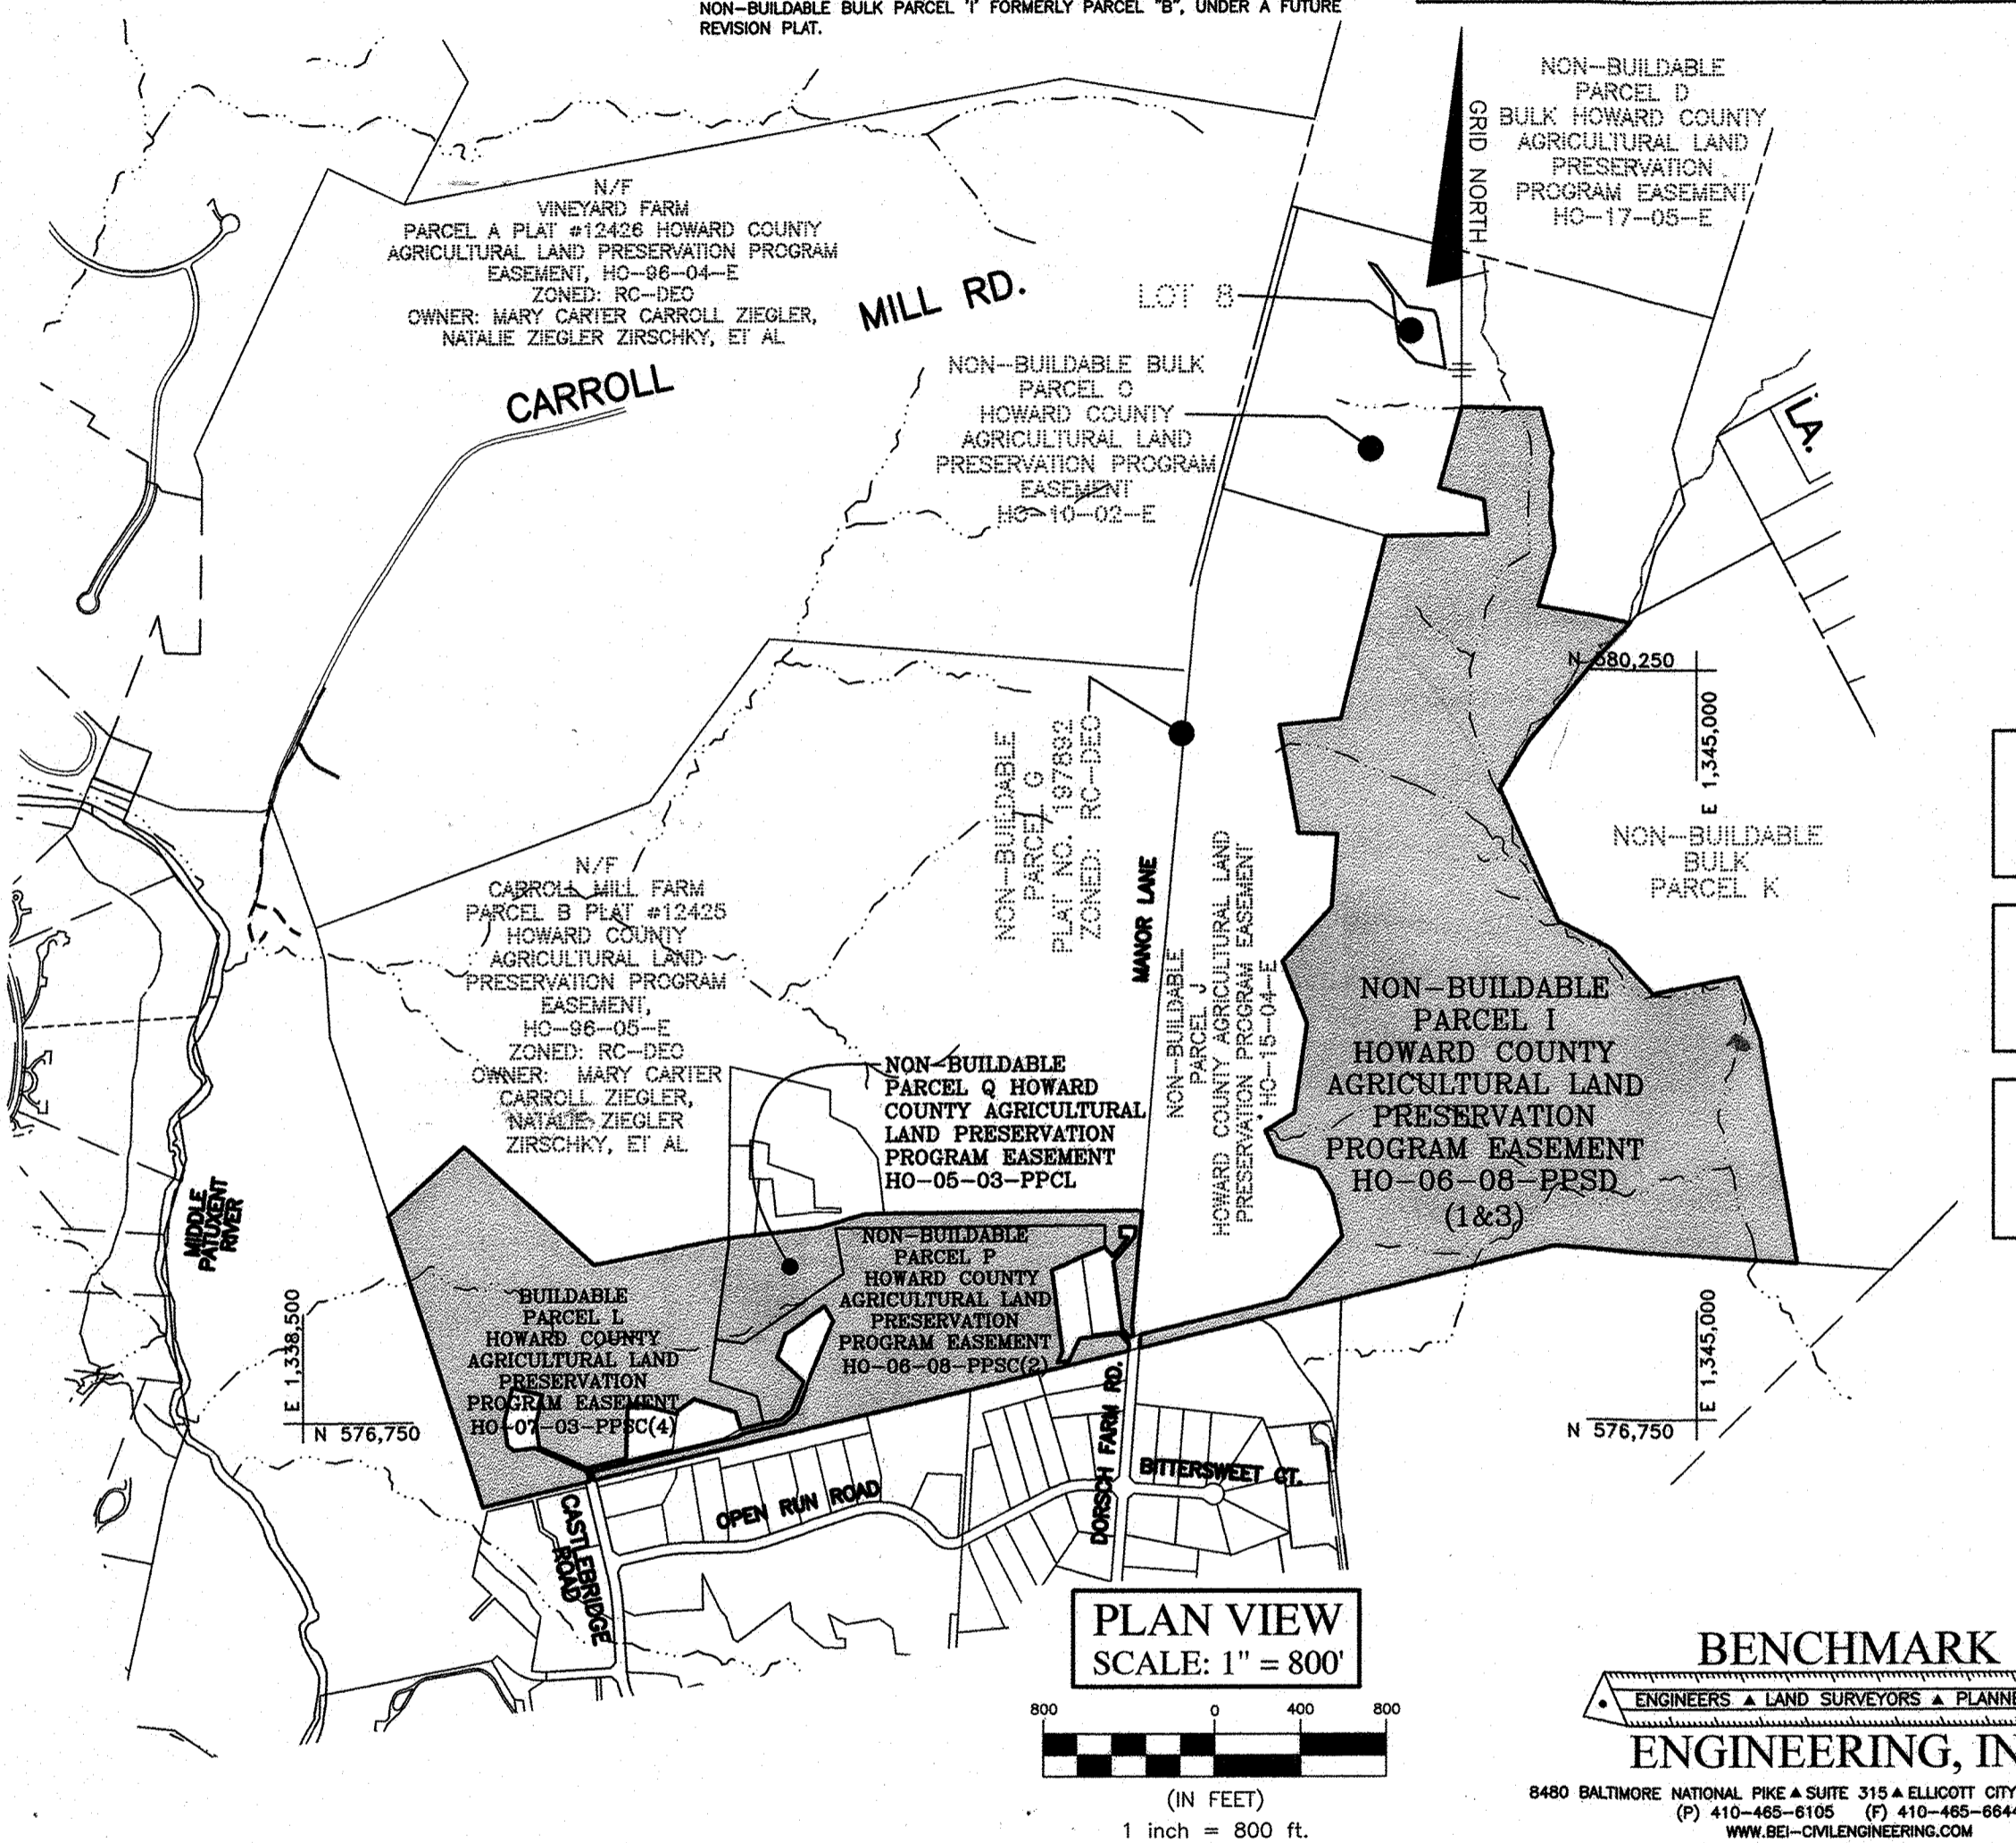 NON-BUILDABLE BULK PARCEL 'I' FORMERLY PARCEL "B", UNDER A FUTURE
REVISION PLAT.
NON-BUILDABLE
PARCEL D
BULK HOWARD COUNTY
AGRICULTURAL LAND
PRESERVATION
PROGRAM EASEMENT
HO-17-05-E
GRID NORTH
N/F
VINEYARD FARM
PARCEL A PLAT #12426 HOWARD COUNTY
AGRICULTURAL LAND PRESERVATION PROGRAM
EASEMENT, HO-96-04-E
ZONED: RC-DEO
OWNER: MARY CARTER CARROLL ZIEGLER,
NATALIE ZIEGLER ZIRSCHKY, ET AL
CARROLL
MILL RD.
LOT 8
NON-BUILDABLE BULK
PARCEL O
HOWARD COUNTY
AGRICULTURAL LAND
PRESERVATION PROGRAM
EASEMENT
HO-10-02-E
LA.
N 580,250
E 1,345,000
NON-BUILDABLE
PARCEL G
PLAT NO. 197892
ZONED: RC-DEO
MANOR LANE
NON-BUILDABLE
PARCEL J
HOWARD COUNTY AGRICULTURAL LAND
PRESERVATION PROGRAM EASEMENT
HO-15-04-E
NON-BUILDABLE
BULK
PARCEL K
N/F
CARROLL MILL FARM
PARCEL B PLAT #12425
HOWARD COUNTY
AGRICULTURAL LAND
PRESERVATION PROGRAM
EASEMENT,
HO-96-05-E
ZONED: RC-DEO
OWNER: MARY CARTER
CARROLL ZIEGLER,
NATALIE ZIEGLER
ZIRSCHKY, ET AL
NON-BUILDABLE
PARCEL I
HOWARD COUNTY
AGRICULTURAL LAND
PRESERVATION
PROGRAM EASEMENT
HO-06-08-PPSD
(1&3)
NON-BUILDABLE
PARCEL Q HOWARD
COUNTY AGRICULTURAL
LAND PRESERVATION
PROGRAM EASEMENT
HO-05-03-PPCL
MIDDLE
PATUXENT
RIVER
NON-BUILDABLE
PARCEL P
HOWARD COUNTY
AGRICULTURAL LAND
PRESERVATION
PROGRAM EASEMENT
HO-06-08-PPSC(2)
BUILDABLE
PARCEL L
HOWARD COUNTY
AGRICULTURAL LAND
PRESERVATION
PROGRAM EASEMENT
HO-07-03-PPSC(4)
E 1,338,500
N 576,750
E 1,345,000
N 576,750
DORSCH FARM RD.
BITTERSWEET CT.
OPEN RUN ROAD
CASTLEBRIDGE
ROAD
PLAN VIEW
SCALE: 1" = 800'
800 0 400 800
(IN FEET)
1 inch = 800 ft.
BENCHMARK
ENGINEERS ▲ LAND SURVEYORS ▲ PLANNE
ENGINEERING, IN
8480 BALTIMORE NATIONAL PIKE ▲ SUITE 315 ▲ ELLICOTT CITY
(P) 410-465-6105 (F) 410-465-6644
WWW.BEI-CIVILENGINEERING.COM